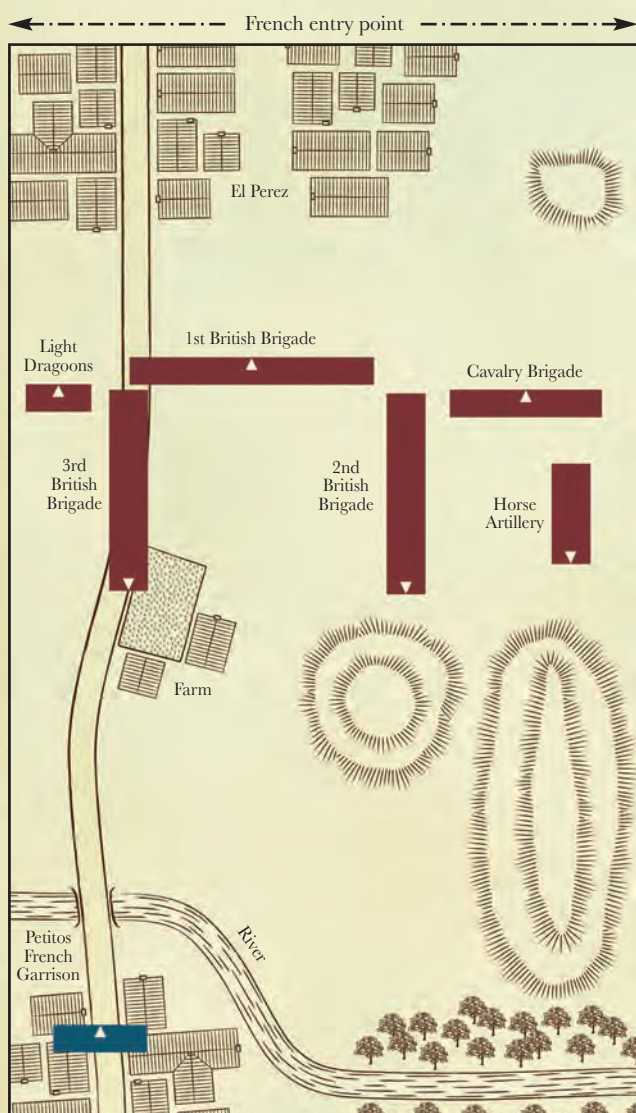 French entry point
El Perez
Light
Dragoons
1st British Brigade
Cavalry Brigade
3rd
British
Brigade
2nd
British
Brigade
Horse
Artillery
Farm
River
Petitos
French
Garrison